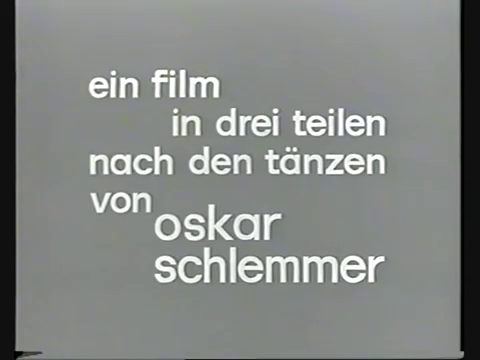 ein film
in drei teilen
nach den tänzen
von
oskar
schlemmer